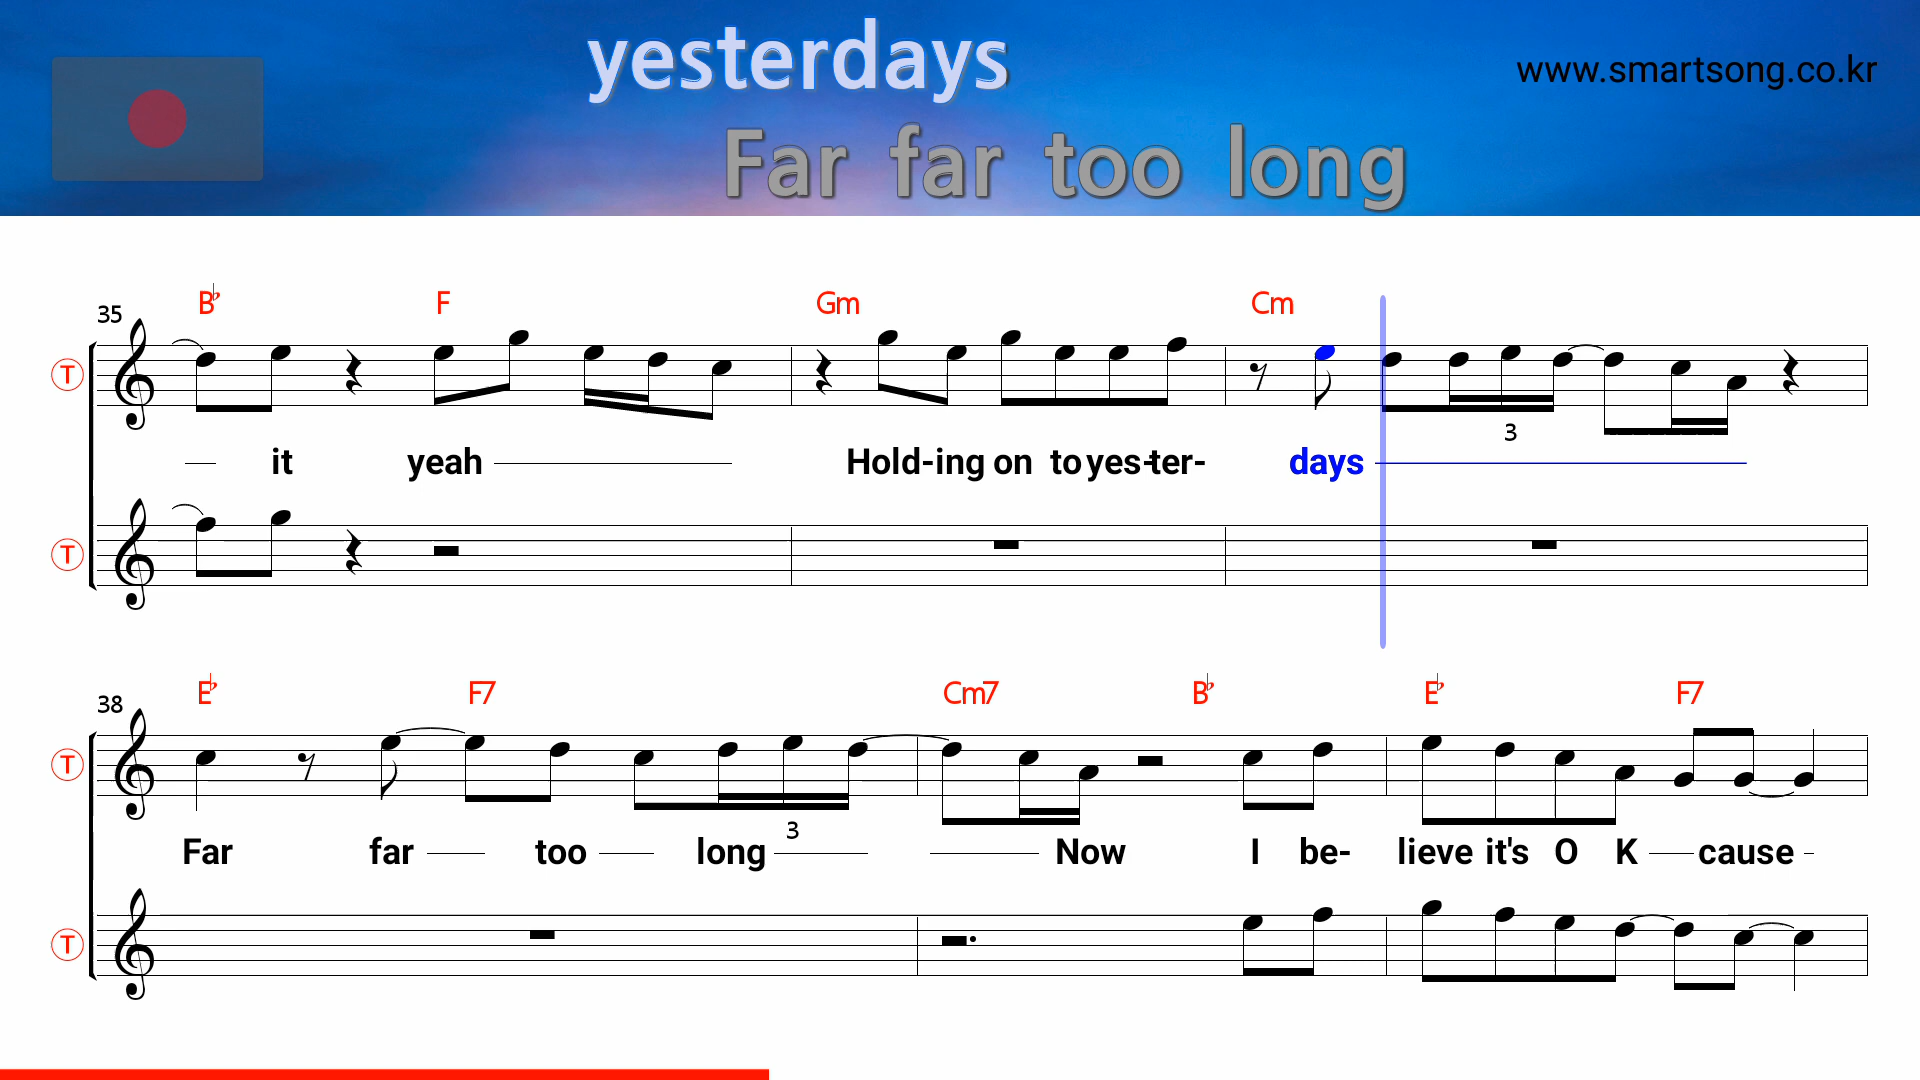 yesterdays
www.smartsong.co.kr
Far far too long
B♭ F Gm Cm
35
T
3
it yeah Hold-ing on to yes-ter- days
T
E♭ F7 Cm7 B♭ E♭ F7
38
T
3
Far far too long Now I be- lieve it's O K cause
T